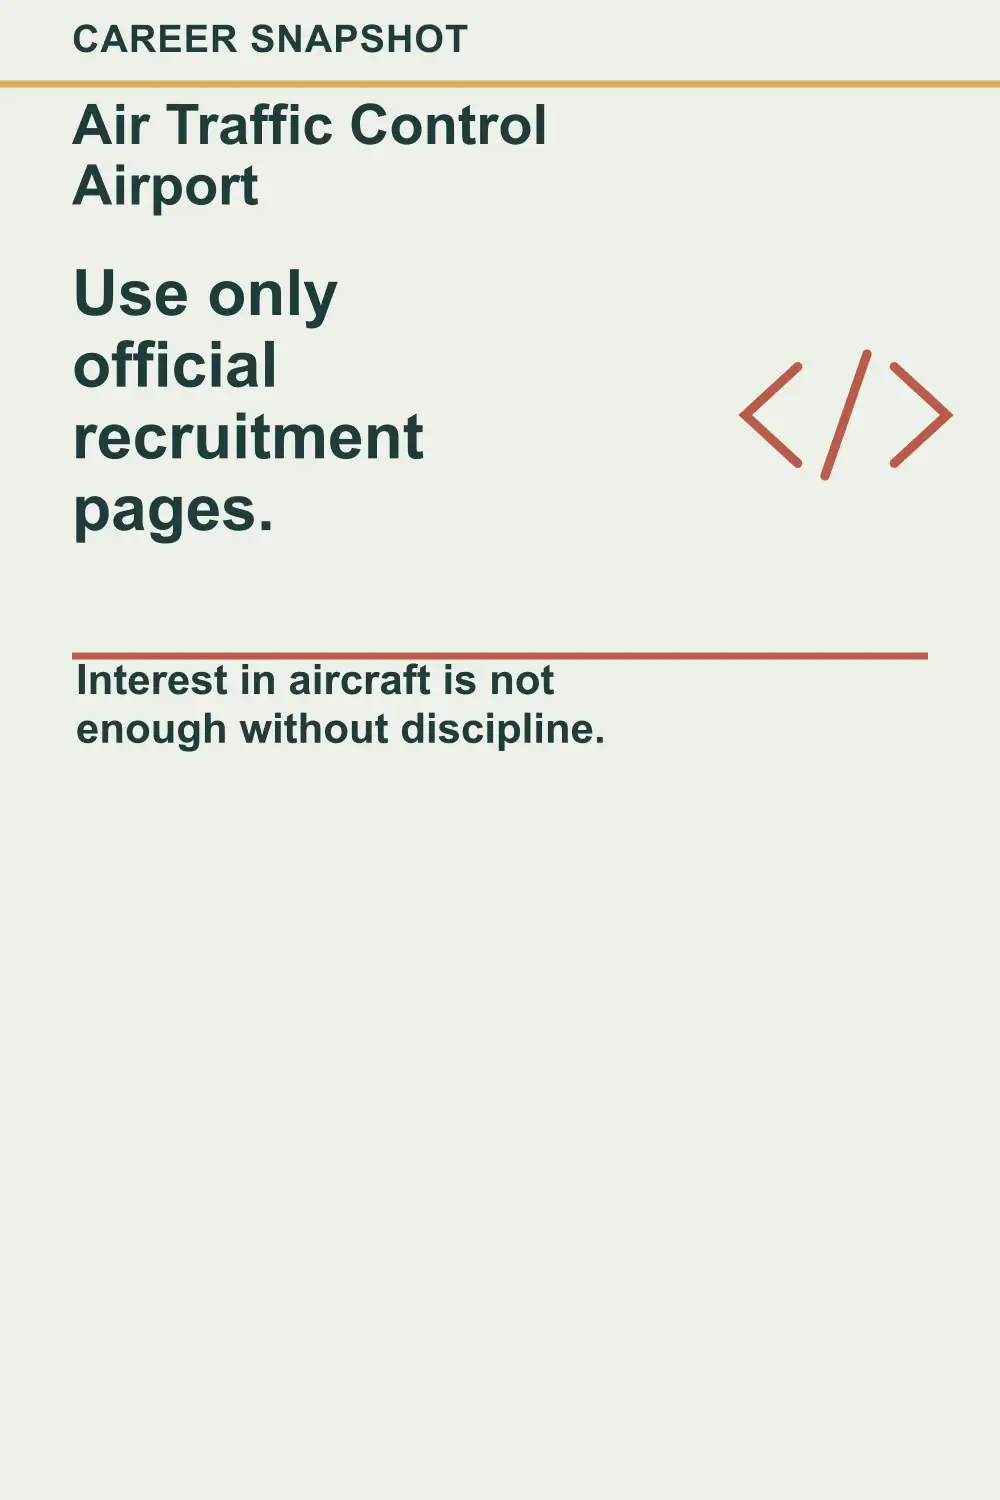 CAREER SNAPSHOT
Air Traffic Control
Airport
Use only
official
recruitment
pages.
Interest in aircraft is not
enough without discipline.